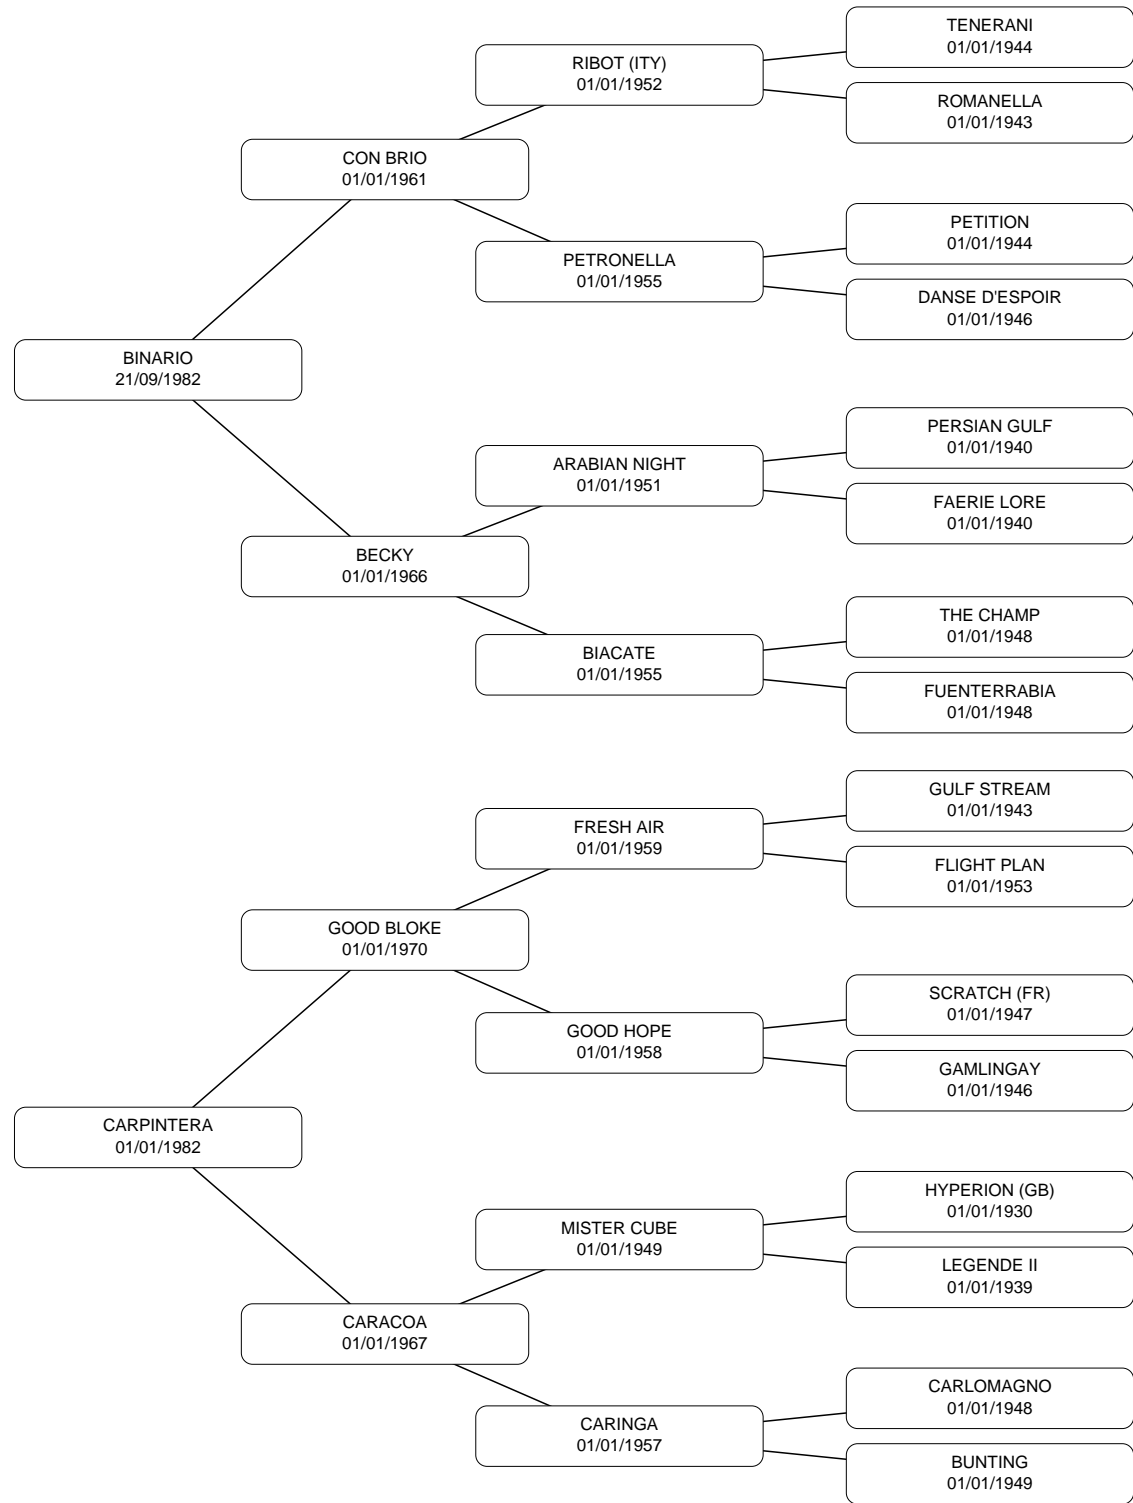 TENERANI
01/01/1944
RIBOT (ITY)
01/01/1952
ROMANELLA
01/01/1943
CON BRIO
01/01/1961
PETITION
01/01/1944
PETRONELLA
01/01/1955
DANSE D'ESPOIR
01/01/1946
BINARIO
21/09/1982
PERSIAN GULF
01/01/1940
ARABIAN NIGHT
01/01/1951
FAERIE LORE
01/01/1940
BECKY
01/01/1966
THE CHAMP
01/01/1948
BIACATE
01/01/1955
FUENTERRABIA
01/01/1948
GULF STREAM
01/01/1943
FRESH AIR
01/01/1959
FLIGHT PLAN
01/01/1953
GOOD BLOKE
01/01/1970
SCRATCH (FR)
01/01/1947
GOOD HOPE
01/01/1958
GAMLINGAY
01/01/1946
CARPINTERA
01/01/1982
HYPERION (GB)
01/01/1930
MISTER CUBE
01/01/1949
LEGENDE II
01/01/1939
CARACOA
01/01/1967
CARLOMAGNO
01/01/1948
CARINGA
01/01/1957
BUNTING
01/01/1949